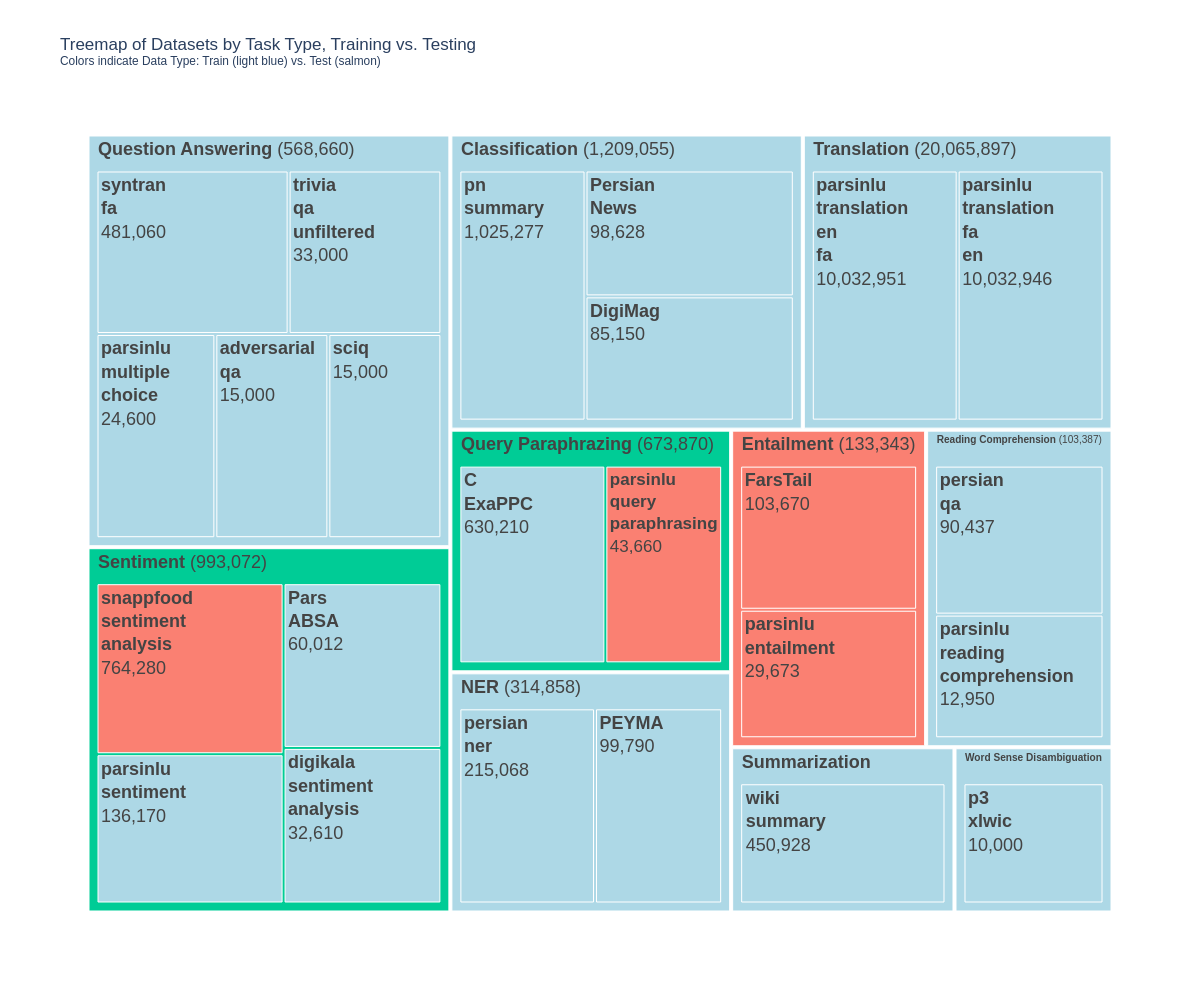 Treemap of Datasets by Task Type, Training vs. Testing
Colors indicate Data Type: Train (light blue) vs. Test (salmon)
Question Answering (568,660)
syntran
fa
481,060
trivia
qa
unfiltered
33,000
parsinlu
multiple
choice
24,600
adversarial
qa
15,000
sciq
15,000
Classification (1,209,055)
pn
summary
1,025,277
Persian
News
98,628
DigiMag
85,150
Translation (20,065,897)
parsinlu
translation
en
fa
10,032,951
parsinlu
translation
fa
en
10,032,946
Query Paraphrazing (673,870)
C
ExaPPC
630,210
parsinlu
query
paraphrasing
43,660
Entailment (133,343)
FarsTail
103,670
parsinlu
entailment
29,673
Reading Comprehension (103,387)
persian
qa
90,437
parsinlu
reading
comprehension
12,950
Sentiment (993,072)
snappfood
sentiment
analysis
764,280
Pars
ABSA
60,012
parsinlu
sentiment
136,170
digikala
sentiment
analysis
32,610
NER (314,858)
persian
ner
215,068
PEYMA
99,790
Summarization
wiki
summary
450,928
Word Sense Disambiguation
p3
xlwic
10,000